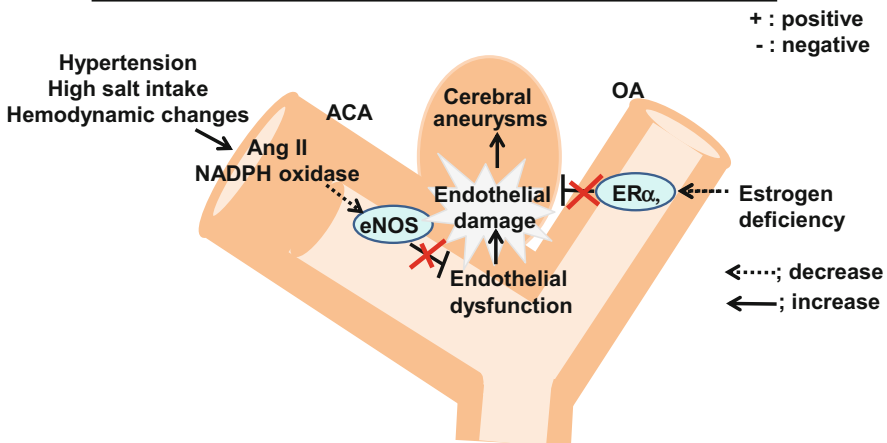 + : positive
- : negative
Hypertension
High salt intake
Hemodynamic changes
ACA
Ang II
NADPH oxidase
eNOS
Cerebral
aneurysms
Endothelial
damage
Endothelial
dysfunction
OA
ERα,
Estrogen
deficiency
; decrease
; increase